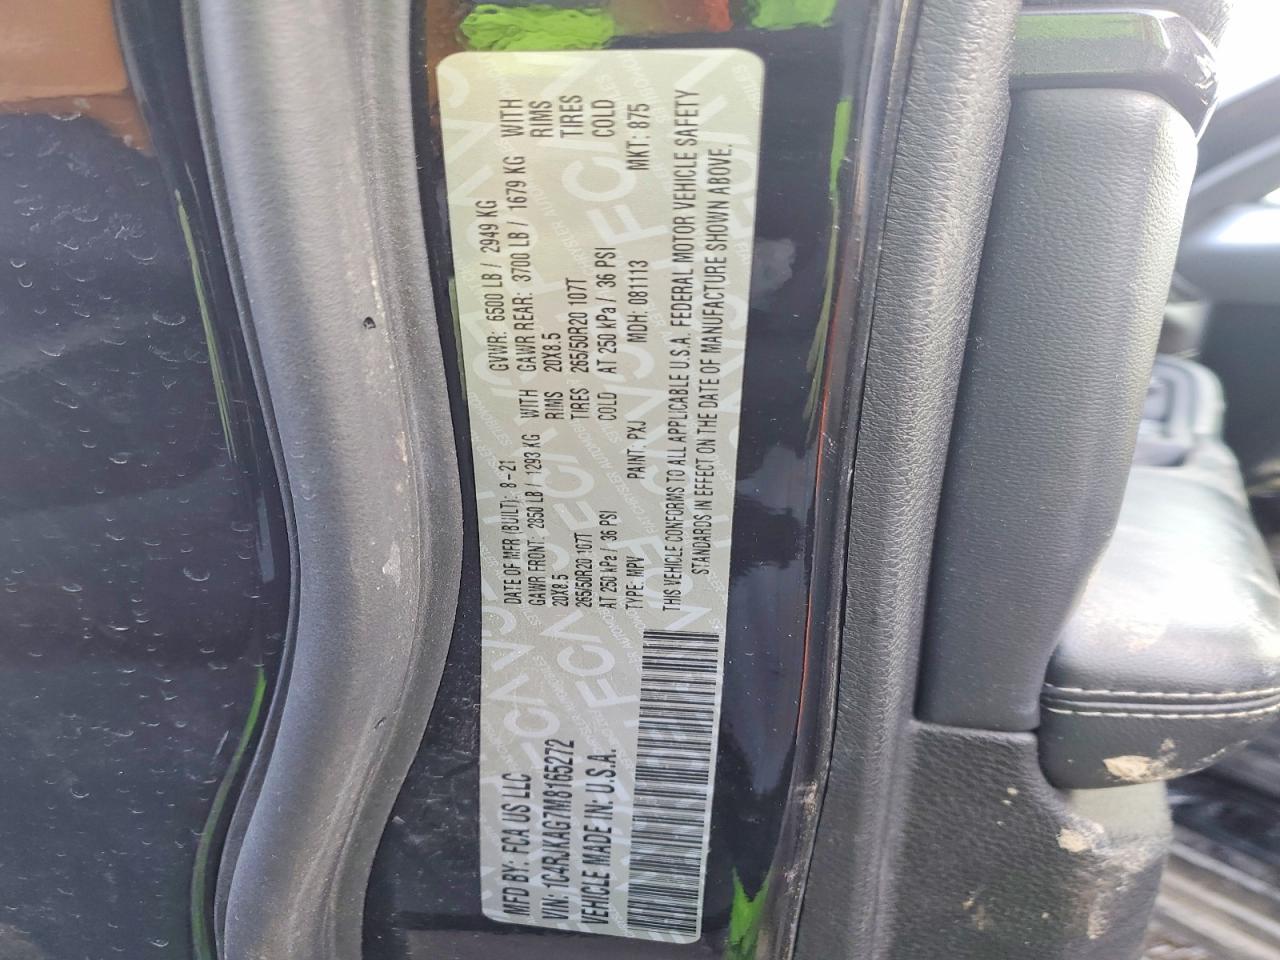 MFD BY: FCA US LLC
VIN: 1C4RJKAG7M8165272
VEHICLE MADE IN: U.S.A.
DATE OF MFR (BUILT): 8-21 GVWR: 6500 LB / 2949 KG
GAWR FRONT: 2850 LB / 1293 KG WITH GAWR REAR: 3700 LB / 1679 KG WITH
20X8.5 RIMS 20X8.5 RIMS
265/50R20 107T TIRES 265/50R20 107T TIRES
AT 250 kPa / 36 PSI COLD AT 250 kPa / 36 PSI COLD
TYPE: MPV PAINT: PXJ MDH: 081113 MKT: 875
THIS VEHICLE CONFORMS TO ALL APPLICABLE U.S.A. FEDERAL MOTOR VEHICLE SAFETY
STANDARDS IN EFFECT ON THE DATE OF MANUFACTURE SHOWN ABOVE.